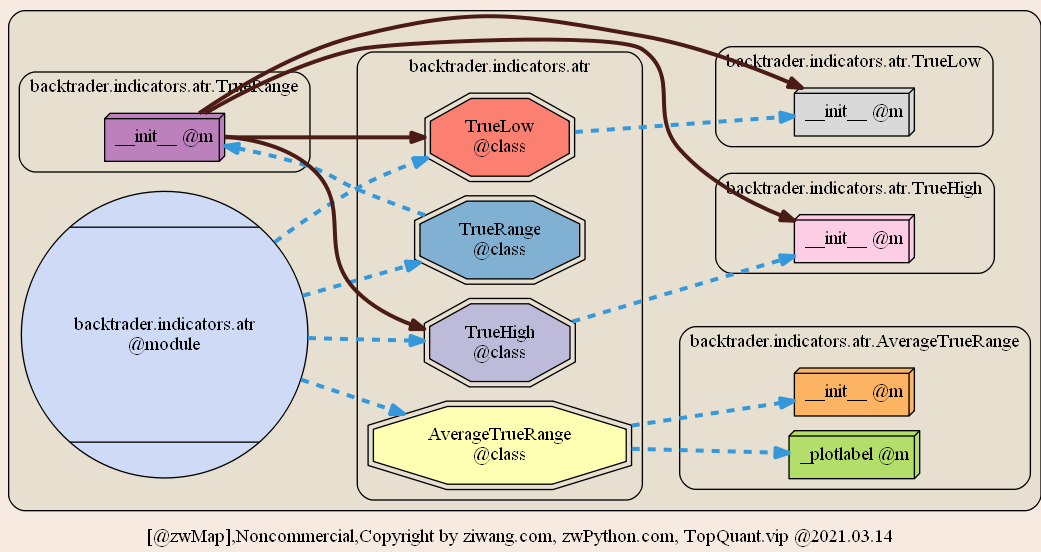 backtrader.indicators.atr.TrueRange
__init__ @m
backtrader.indicators.atr
@module
backtrader.indicators.atr
TrueLow
@class
TrueRange
@class
TrueHigh
@class
AverageTrueRange
@class
backtrader.indicators.atr.TrueLow
__init__ @m
backtrader.indicators.atr.TrueHigh
__init__ @m
backtrader.indicators.atr.AverageTrueRange
__init__ @m
_plotlabel @m
[@zwMap],Noncommercial,Copyright by ziwang.com, zwPython.com, TopQuant.vip @2021.03.14